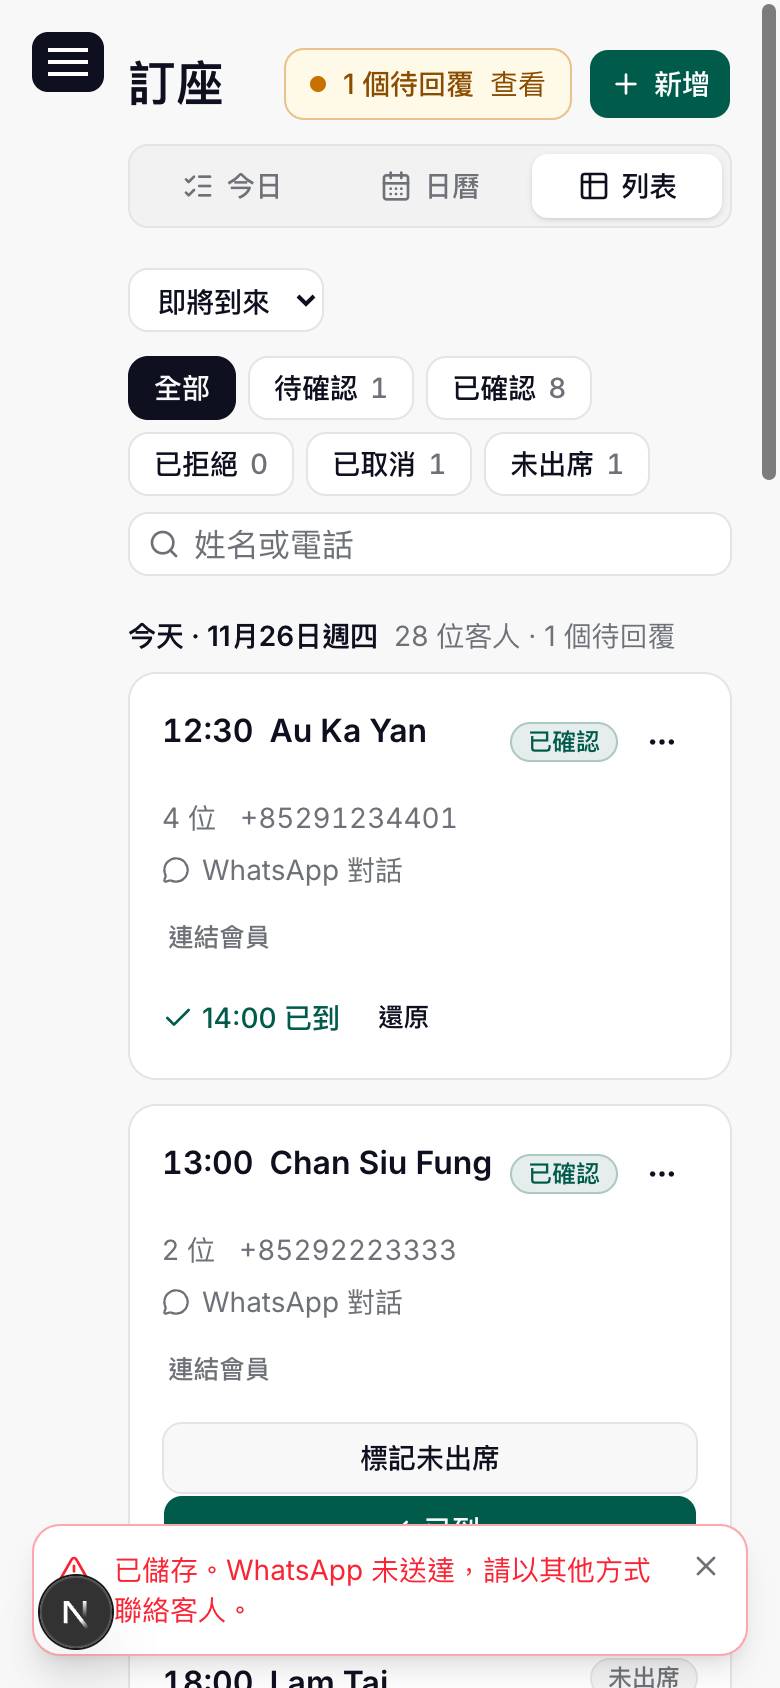 訂座
1 個待回覆 查看
新增
今日
日曆
列表
即將到來
全部
待確認 1
已確認 8
已拒絕 0
已取消 1
未出席 1
姓名或電話
今天 · 11月26日週四 28 位客人 · 1 個待回覆
12:30 Au Ka Yan
已確認
4 位 +85291234401
WhatsApp 對話
連結會員
14:00 已到 還原
13:00 Chan Siu Fung
已確認
2 位 +85292223333
WhatsApp 對話
連結會員
標記未出席
已到
已儲存。WhatsApp 未送達，請以其他方式
聯絡客人。
N
18:00 Lam Tai
未出席